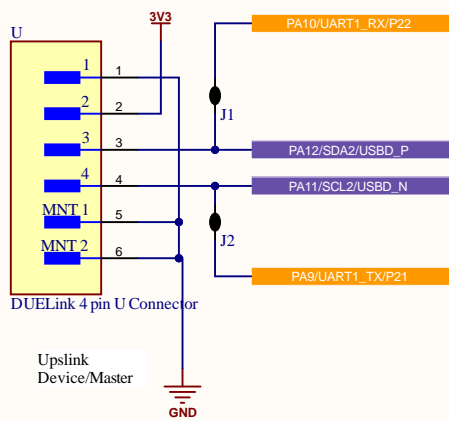 3V3
PA10/UART1_RX/P22
U
1
1
2
2
J1
3
3
PA12/SDA2/USBD_P
4
4
PA11/SCL2/USBD_N
MNT 1
5
J2
MNT 2
6
PA9/UART1_TX/P21
DUELink 4 pin U Connector
Upslink
Device/Master
GND